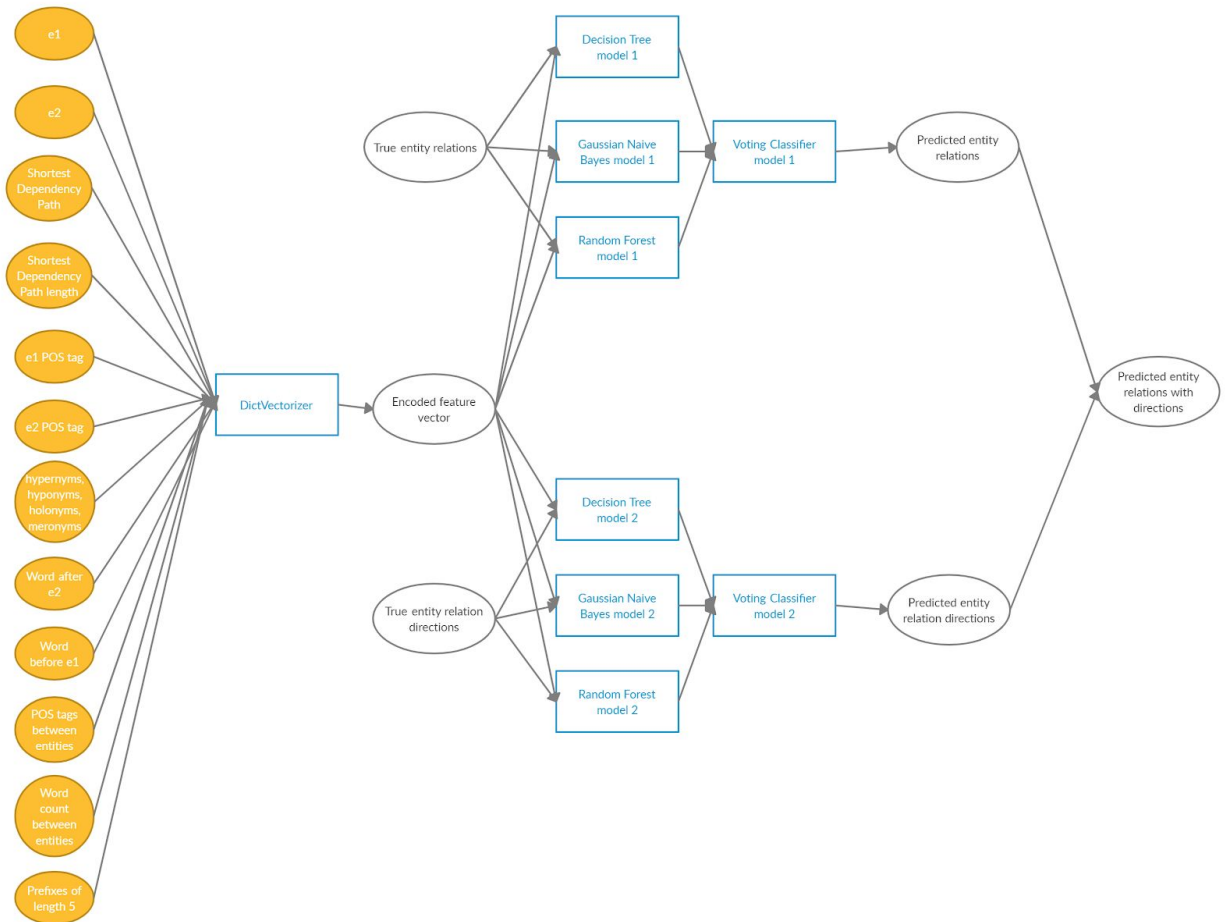 e1
e2
Shortest
Dependency
Path
Shortest
Dependency
Path length
e1 POS tag
e2 POS tag
hypernyms,
hyponyms,
holonyms,
meronyms
Word after
e2
Word
before e1
POS tags
between
entities
Word
count
between
entities
Prefixes of
length 5
DictVectorizer
Encoded feature
vector
True entity relations
True entity relation
directions
Decision Tree
model 1
Gaussian Naive
Bayes model 1
Random Forest
model 1
Decision Tree
model 2
Gaussian Naive
Bayes model 2
Random Forest
model 2
Voting Classifier
model 1
Voting Classifier
model 2
Predicted entity
relations
Predicted entity
relation directions
Predicted entity
relations with
directions